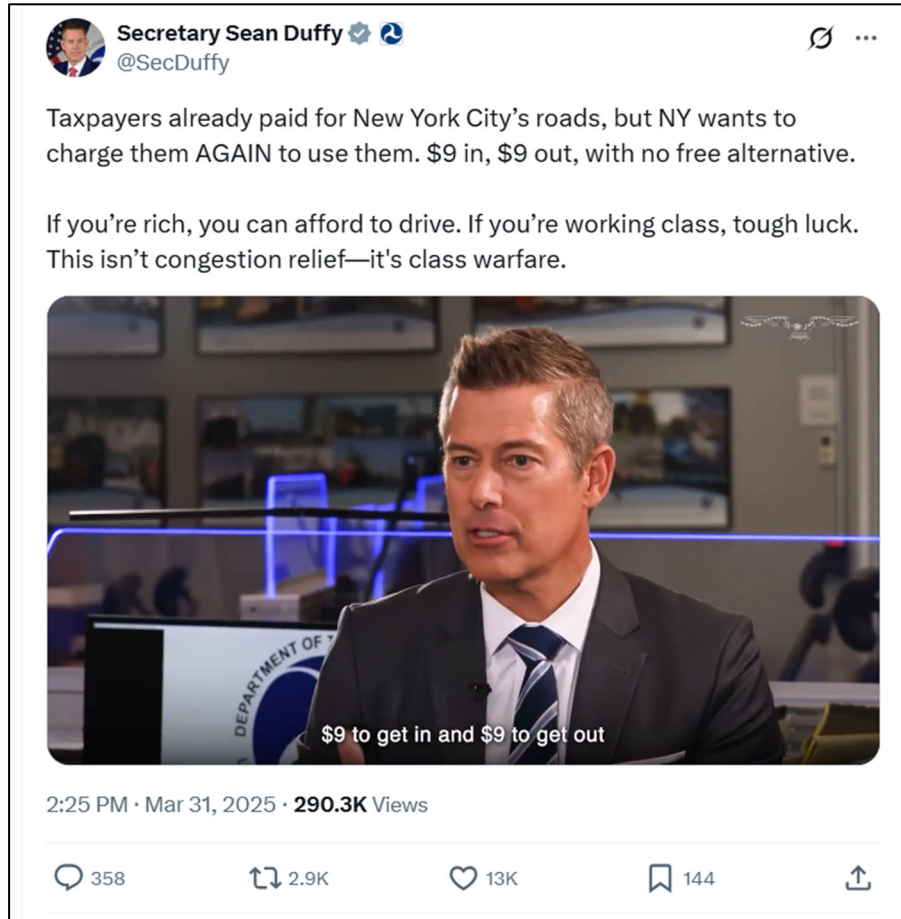 Secretary Sean Duffy
@SecDuffy
Taxpayers already paid for New York City’s roads, but NY wants to
charge them AGAIN to use them. $9 in, $9 out, with no free alternative.
If you’re rich, you can afford to drive. If you’re working class, tough luck.
This isn’t congestion relief—it's class warfare.
DEPARTMENT OF
$9 to get in and $9 to get out
2:25 PM · Mar 31, 2025 · 290.3K Views
358 2.9K 13K 144